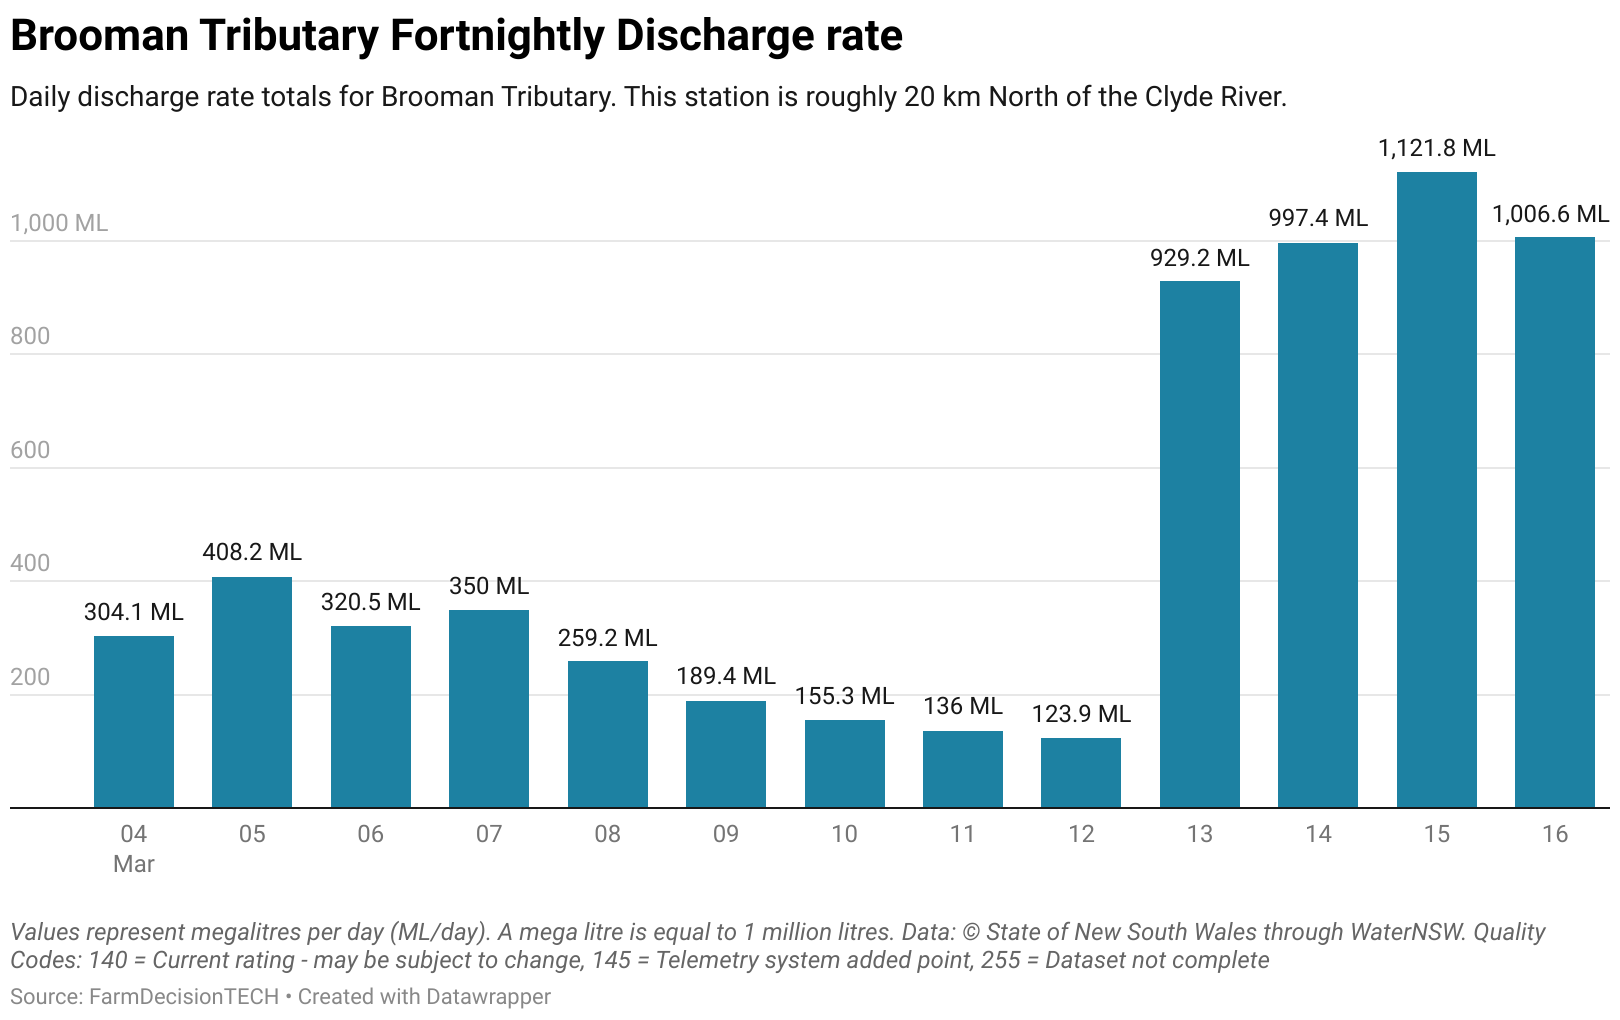 Brooman Tributary Fortnightly Discharge rate
Daily discharge rate totals for Brooman Tributary. This station is roughly 20 km North of the Clyde River.
1,121.8 ML
1,000 ML
997.4 ML
1,006.6 ML
929.2 ML
800
600
400
408.2 ML
304.1 ML
320.5 ML
350 ML
259.2 ML
200
189.4 ML
155.3 ML
136 ML
123.9 ML
04 05 06 07 08 09 10 11 12 13 14 15 16
Mar
Values represent megalitres per day (ML/day). A mega litre is equal to 1 million litres. Data: © State of New South Wales through WaterNSW. Quality
Codes: 140 = Current rating - may be subject to change, 145 = Telemetry system added point, 255 = Dataset not complete
Source: FarmDecisionTECH • Created with Datawrapper